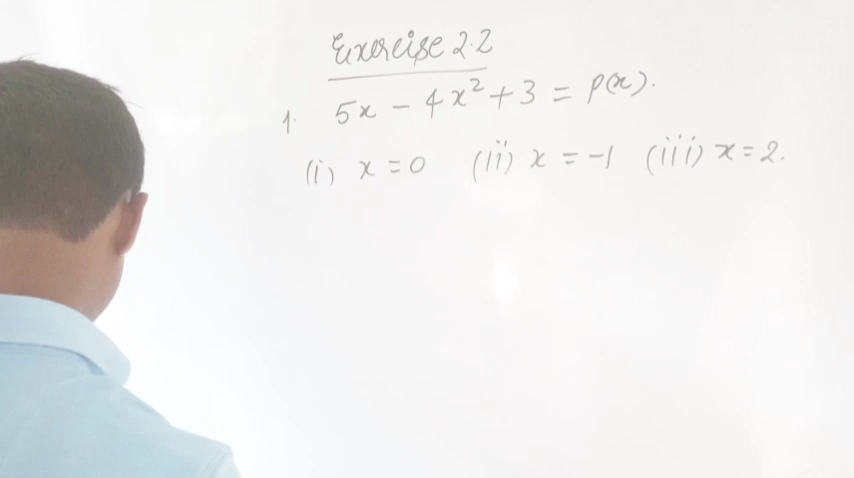 Exercise 2.2
1. 5x - 4x² + 3 = p(x).
(i) x = 0 (ii) x = -1 (iii) x = 2.